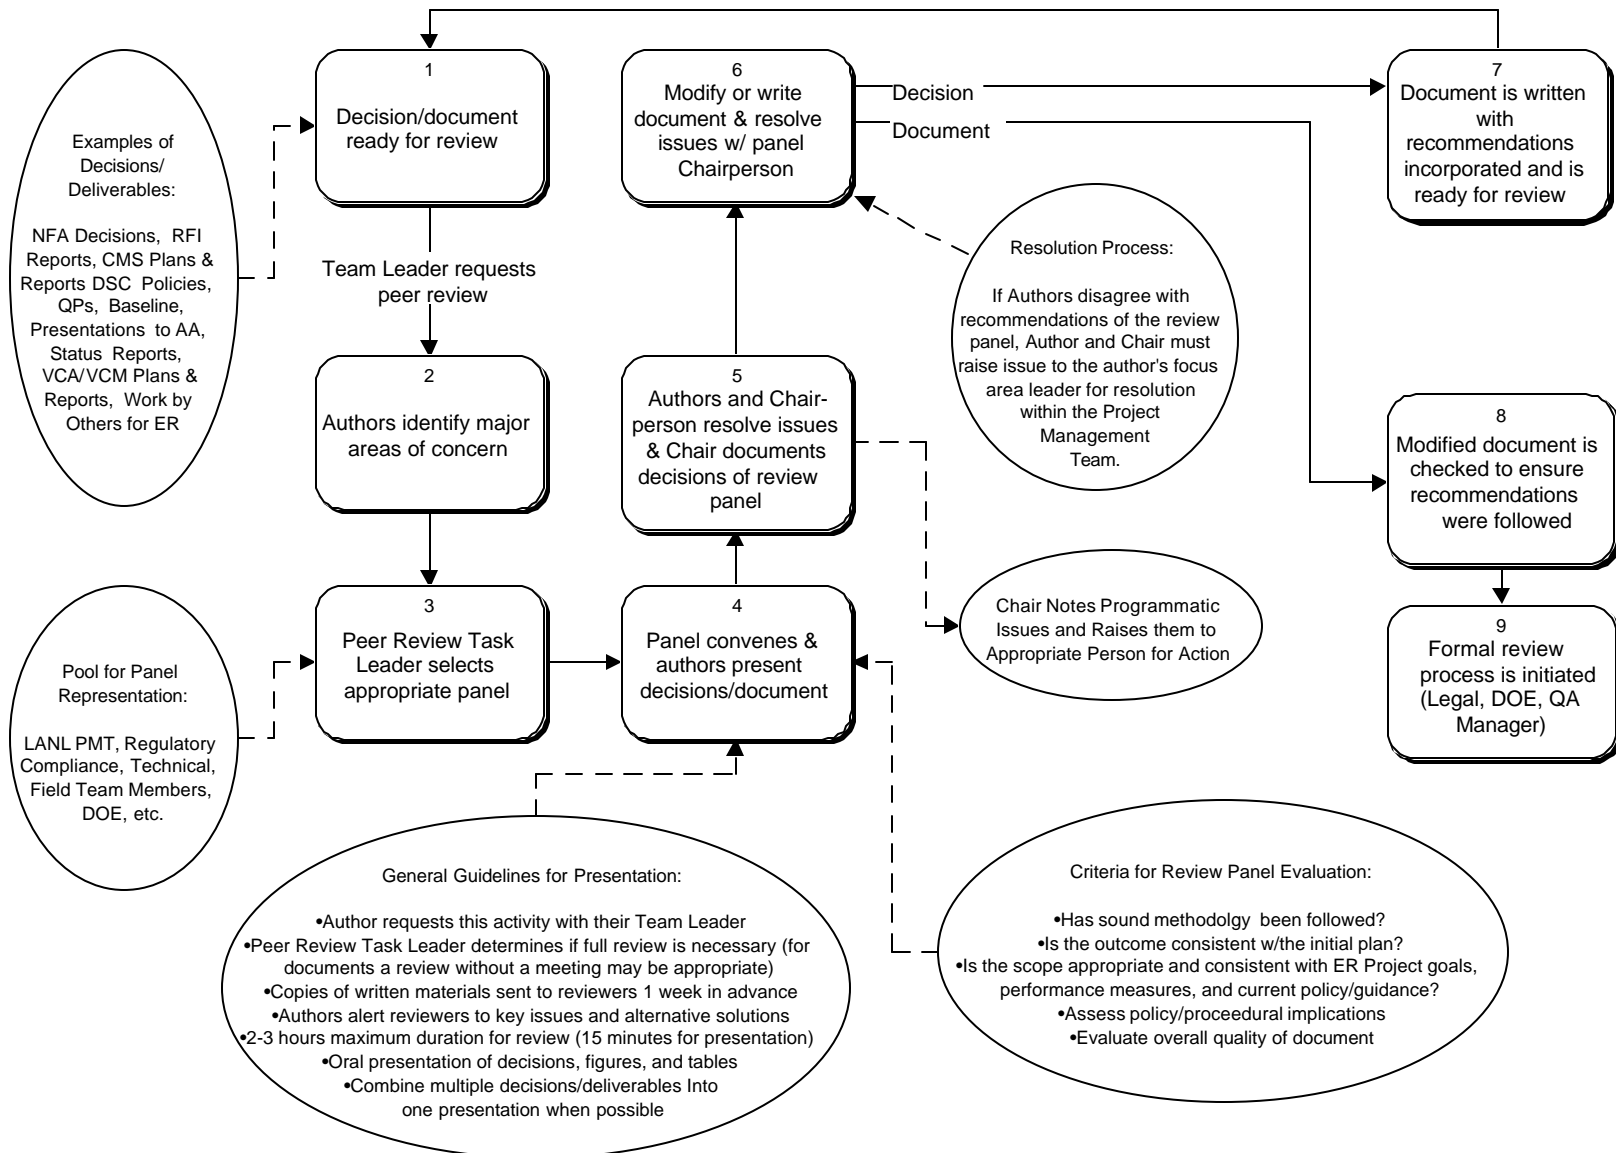 Examples of
Decisions/
Deliverables:
NFA Decisions, RFI
Reports, CMS Plans &
Reports DSC Policies,
QPs, Baseline,
Presentations to AA,
Status Reports,
VCA/VCM Plans &
Reports, Work by
Others for ER
1
Decision/document
ready for review
Team Leader requests
peer review
2
Authors identify major
areas of concern
Pool for Panel
Representation:
LANL PMT, Regulatory
Compliance, Technical,
Field Team Members,
DOE, etc.
3
Peer Review Task
Leader selects
appropriate panel
4
Panel convenes &
authors present
decisions/document
General Guidelines for Presentation:
•Author requests this activity with their Team Leader
•Peer Review Task Leader determines if full review is necessary (for
documents a review without a meeting may be appropriate)
•Copies of written materials sent to reviewers 1 week in advance
•Authors alert reviewers to key issues and alternative solutions
•2-3 hours maximum duration for review (15 minutes for presentation)
•Oral presentation of decisions, figures, and tables
•Combine multiple decisions/deliverables Into
one presentation when possible
Criteria for Review Panel Evaluation:
•Has sound methodolgy been followed?
•Is the outcome consistent w/the initial plan?
•Is the scope appropriate and consistent with ER Project goals,
performance measures, and current policy/guidance?
•Assess policy/proceedural implications
•Evaluate overall quality of document
5
Authors and Chair-
person resolve issues
& Chair documents
decisions of review
panel
Chair Notes Programmatic
Issues and Raises them to
Appropriate Person for Action
6
Modify or write
document & resolve
issues w/ panel
Chairperson
Resolution Process:
If Authors disagree with
recommendations of the review
panel, Author and Chair must
raise issue to the author's focus
area leader for resolution
within the Project
Management
Team.
Decision
Document
7
Document is written
with
recommendations
incorporated and is
ready for review
8
Modified document is
checked to ensure
recommendations
were followed
9
Formal review
process is initiated
(Legal, DOE, QA
Manager)